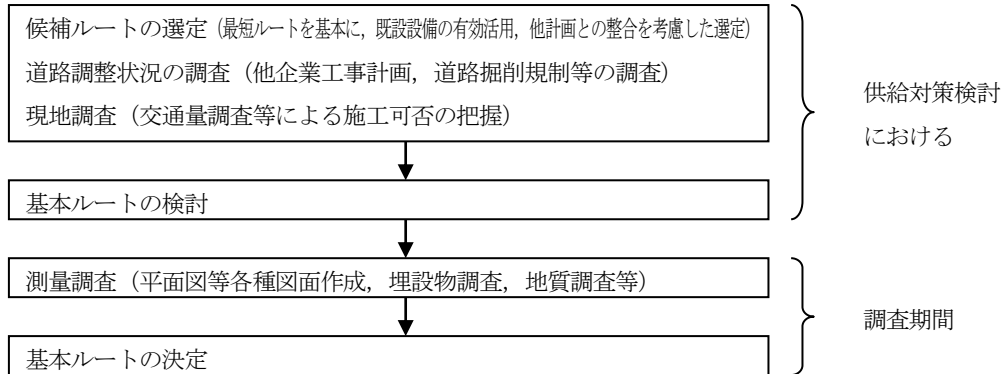 候補ルートの選定（最短ルートを基本に，既設設備の有効活用，他計画との整合を考慮した選定）
道路調整状況の調査（他企業工事計画，道路掘削規制等の調査）
現地調査（交通量調査等による施工可否の把握）
供給対策検討
における
基本ルートの検討
測量調査（平面図等各種図面作成，埋設物調査，地質調査等）
調査期間
基本ルートの決定